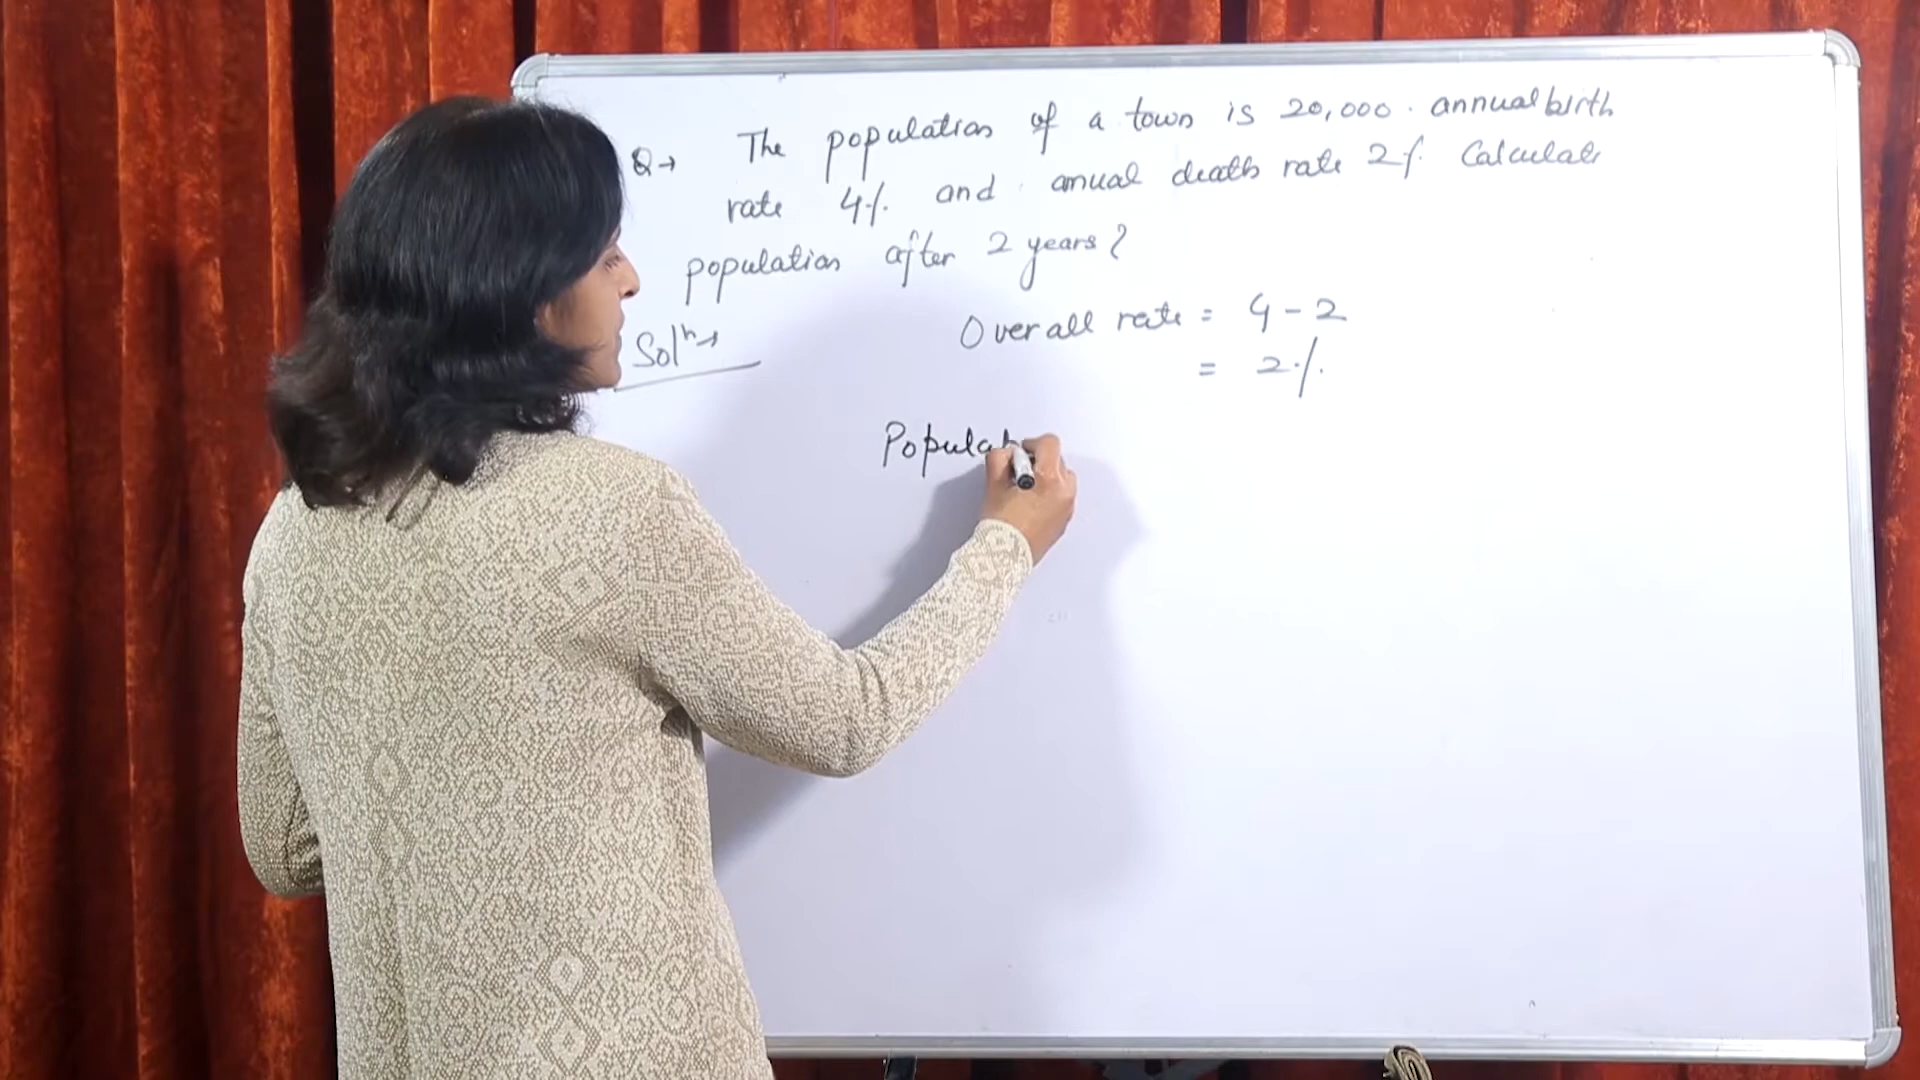 Q→ The population of a town is 20,000. annual birth
rate 4% and anual death rate 2% Calculate
population after 2 years?
Solⁿ→
Overall rate = 4-2
= 2%
Populat